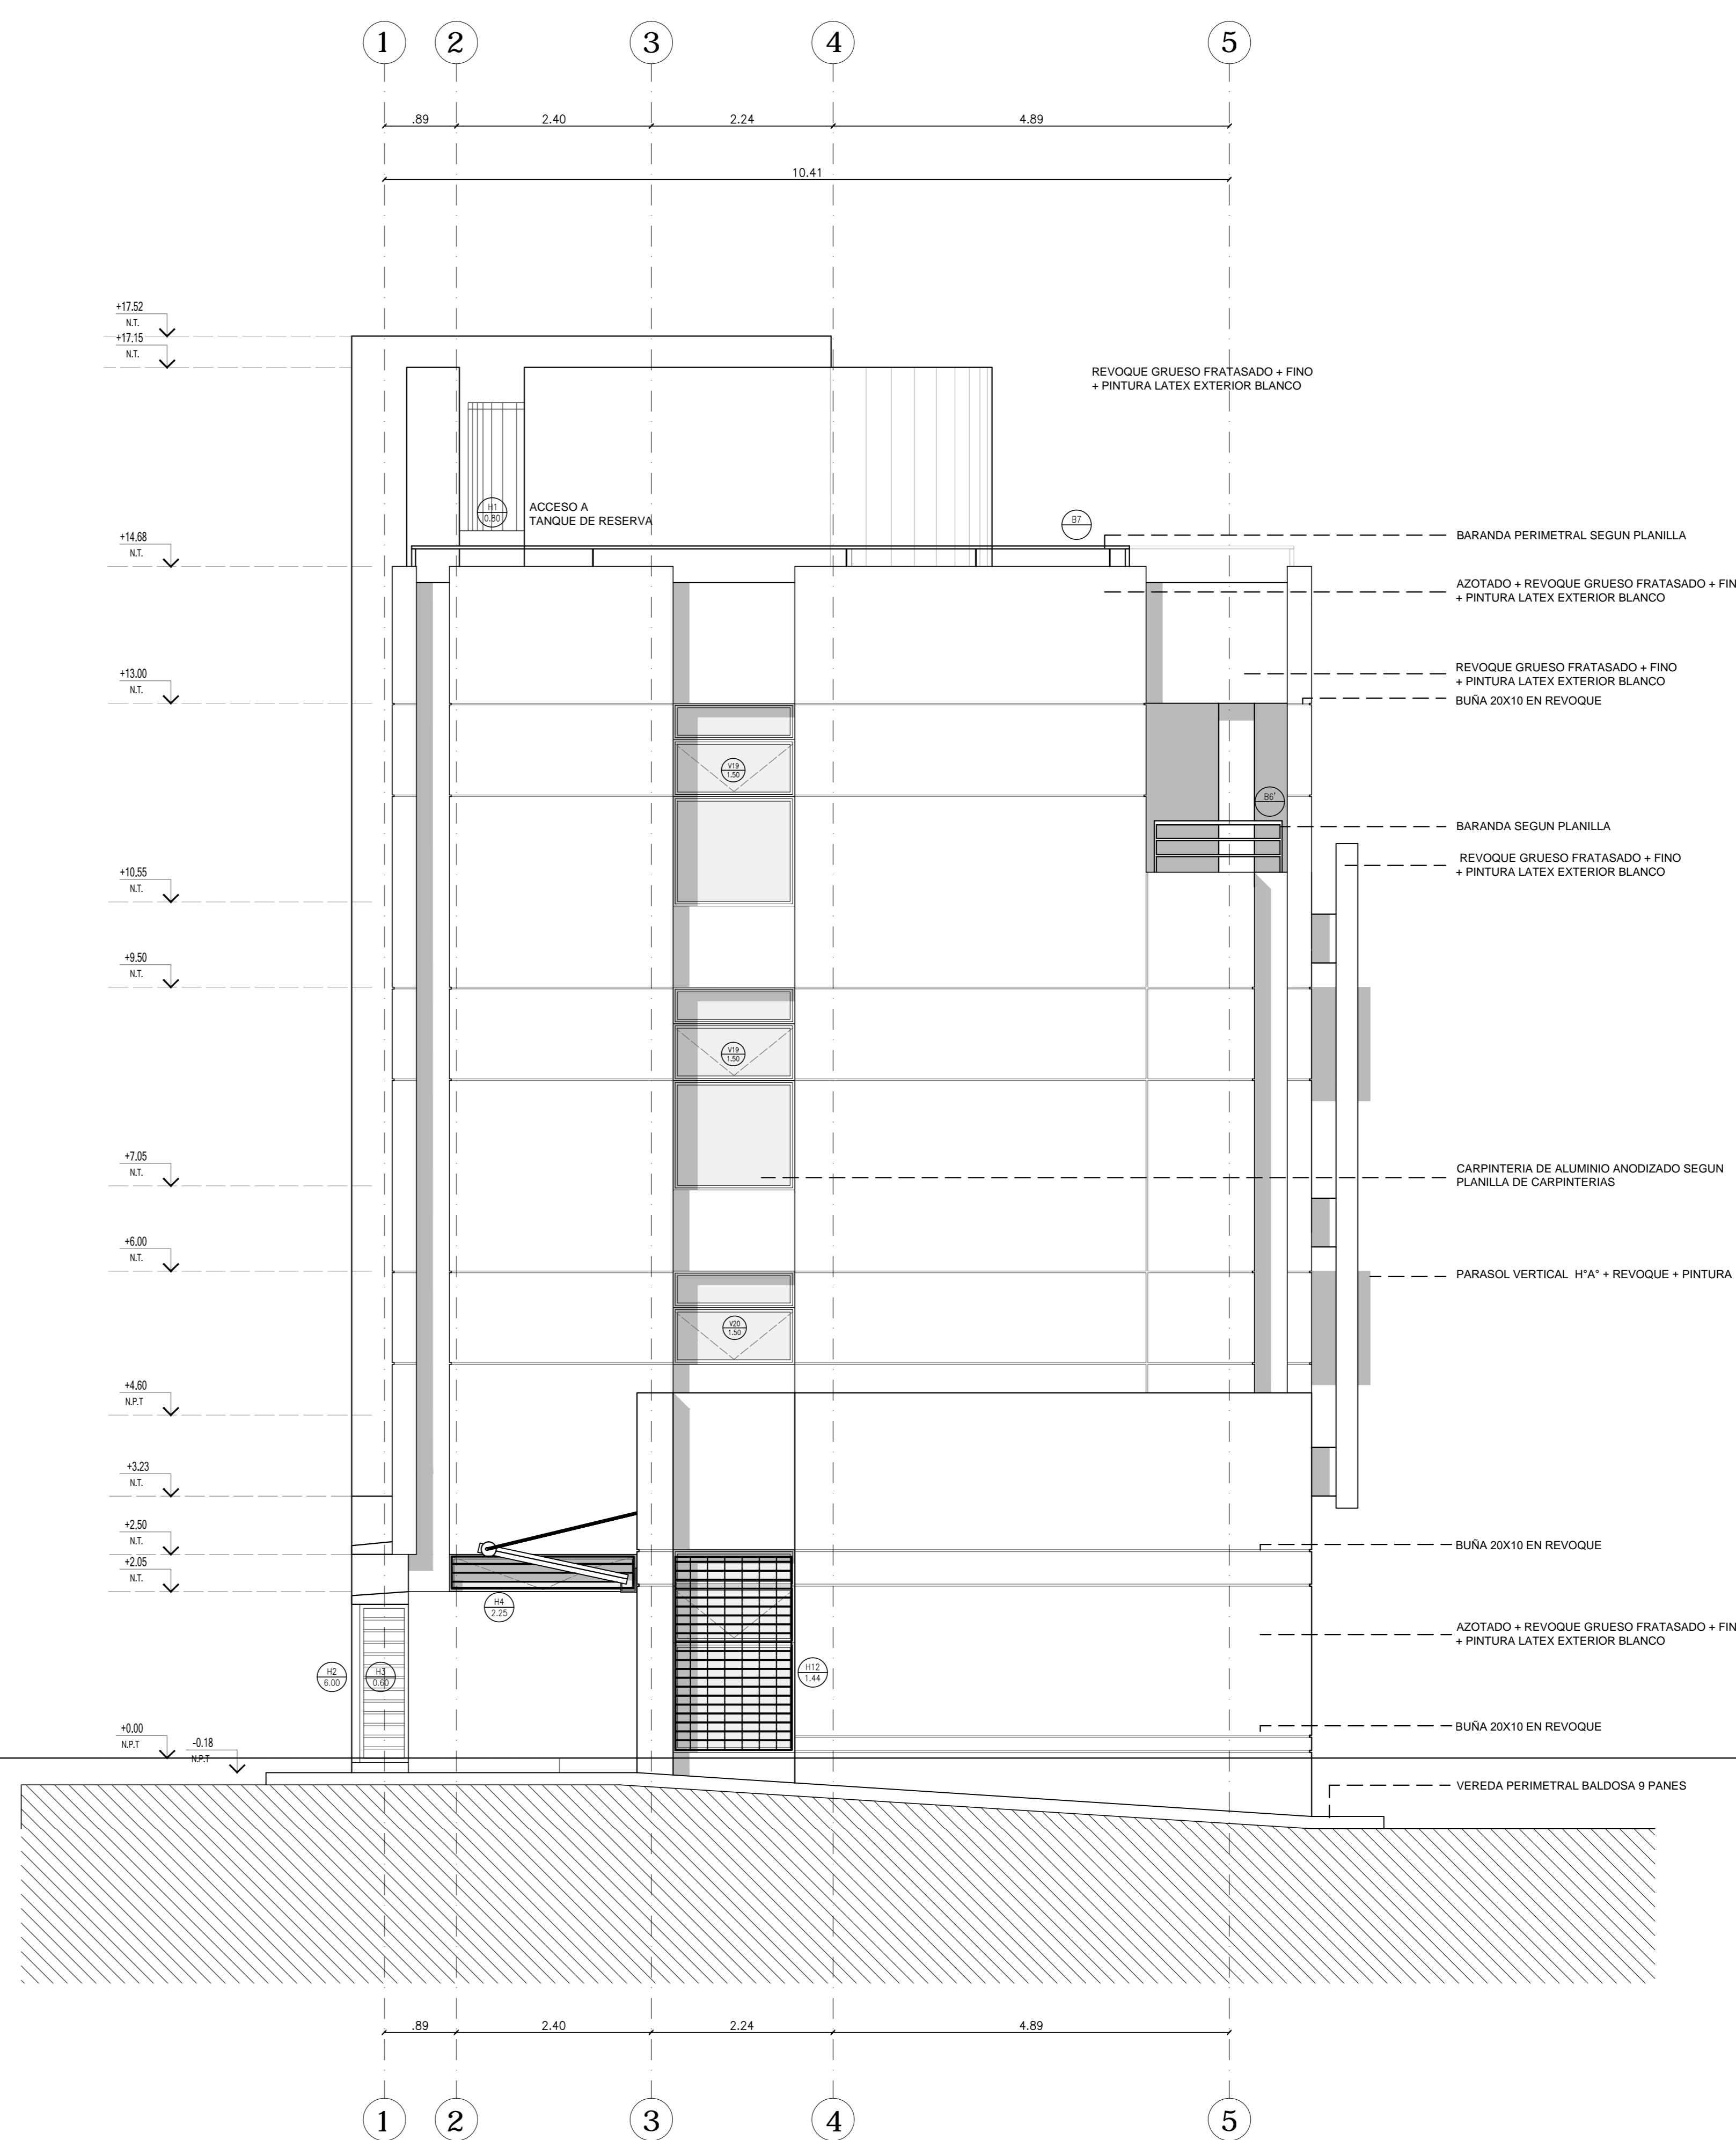 1 2 3 4 5
.89 2.40 2.24 4.89
10.41
+17.52
N.T.
+17.15
N.T.
REVOQUE GRUESO FRATASADO + FINO
+ PINTURA LATEX EXTERIOR BLANCO
H1
0.80
ACCESO A
TANQUE DE RESERVA
B7
+14.68
N.T.
BARANDA PERIMETRAL SEGUN PLANILLA
AZOTADO + REVOQUE GRUESO FRATASADO + FIN
+ PINTURA LATEX EXTERIOR BLANCO
+13.00
N.T.
REVOQUE GRUESO FRATASADO + FINO
+ PINTURA LATEX EXTERIOR BLANCO
BUÑA 20X10 EN REVOQUE
V19
1.50
B6'
BARANDA SEGUN PLANILLA
REVOQUE GRUESO FRATASADO + FINO
+ PINTURA LATEX EXTERIOR BLANCO
+10.55
N.T.
+9.50
N.T.
V19
1.50
+7.05
N.T.
CARPINTERIA DE ALUMINIO ANODIZADO SEGUN
PLANILLA DE CARPINTERIAS
+6.00
N.T.
PARASOL VERTICAL H°A° + REVOQUE + PINTURA
V20
1.50
+4.60
N.P.T
+3.23
N.T.
+2.50
N.T.
BUÑA 20X10 EN REVOQUE
+2.05
N.T.
H4
2.25
AZOTADO + REVOQUE GRUESO FRATASADO + FIN
+ PINTURA LATEX EXTERIOR BLANCO
H2
6.00
H3
0.60
H12
1.44
+0.00
N.P.T
-0.18
N.P.T
BUÑA 20X10 EN REVOQUE
VEREDA PERIMETRAL BALDOSA 9 PANES
.89 2.40 2.24 4.89
1 2 3 4 5